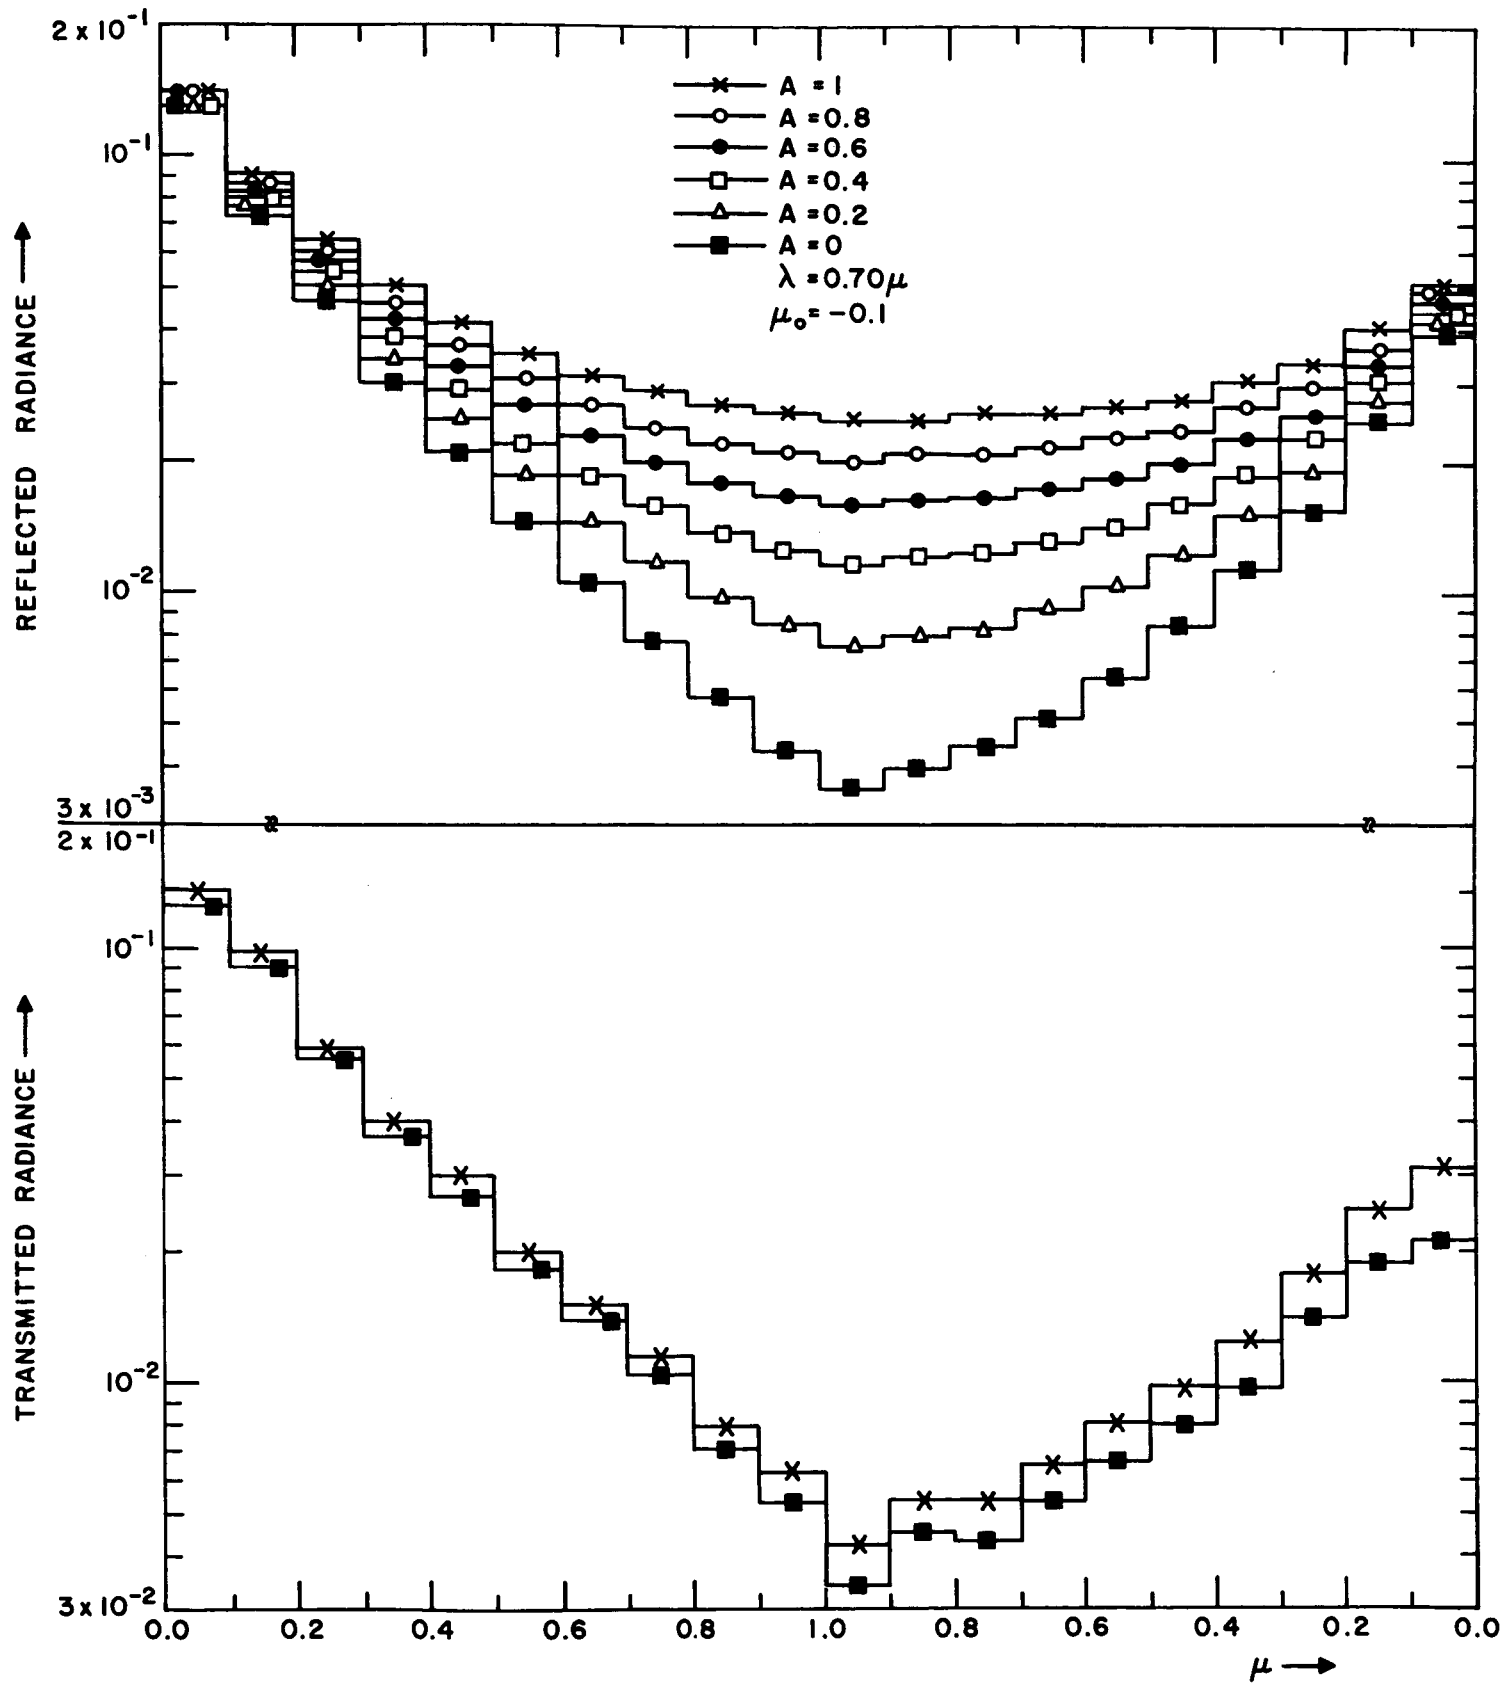 2 x 10⁻¹
10⁻¹
10⁻²
3 x 10⁻³
REFLECTED RADIANCE →
A = 1
A = 0.8
A = 0.6
A = 0.4
A = 0.2
A = 0
λ = 0.70μ
μ₀ = -0.1
2 x 10⁻¹
10⁻¹
10⁻²
3 x 10⁻²
TRANSMITTED RADIANCE →
0.0 0.2 0.4 0.6 0.8 1.0 0.8 0.6 0.4 0.2 0.0
μ →